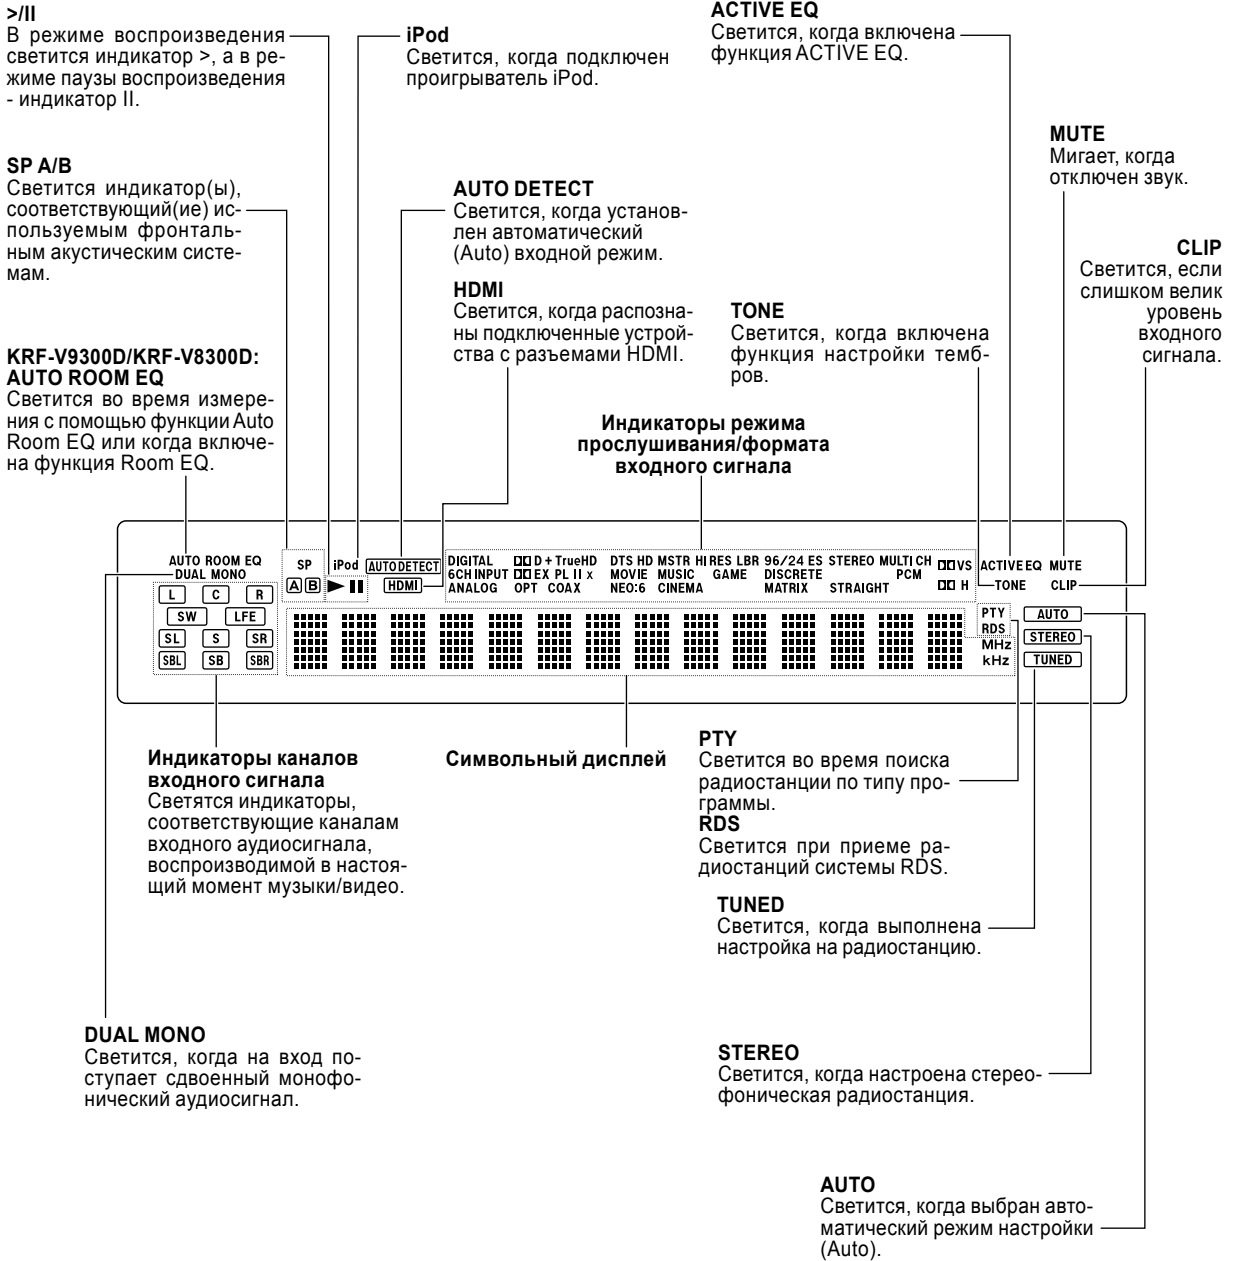 >/II
В режиме воспроизведения
светится индикатор >, а в ре-
жиме паузы воспроизведения
- индикатор II.
iPod
Светится, когда подключен
проигрыватель iPod.
ACTIVE EQ
Светится, когда включена
функция ACTIVE EQ.
MUTE
Мигает, когда
отключен звук.
SP A/B
Светится индикатор(ы),
соответствующий(ие) ис-
пользуемым фронталь-
ным акустическим систе-
мам.
AUTO DETECT
Светится, когда установ-
лен автоматический
(Auto) входной режим.
HDMI
Светится, когда распозна-
ны подключенные устрой-
ства с разъемами HDMI.
TONE
Светится, когда включена
функция настройки темб-
ров.
CLIP
Светится, если
слишком велик
уровень
входного
сигнала.
KRF-V9300D/KRF-V8300D:
AUTO ROOM EQ
Светится во время измере-
ния с помощью функции Auto
Room EQ или когда включе-
на функция Room EQ.
Индикаторы режима
прослушивания/формата
входного сигнала
AUTO ROOM EQ
DUAL MONO
L C R
SW LFE
SL S SR
SBL SB SBR
SP
A B
iPod
AUTO DETECT
HDMI
DIGITAL D + TrueHD DTS HD MSTR HI RES LBR 96/24 ES STEREO MULTI CH VS
6CH INPUT EX PL II x MOVIE MUSIC GAME DISCRETE PCM
ANALOG OPT COAX NEO:6 CINEMA MATRIX STRAIGHT H
ACTIVE EQ MUTE
TONE CLIP
PTY
RDS
MHz
kHz
AUTO
STEREO
TUNED
Индикаторы каналов
входного сигнала
Светятся индикаторы,
соответствующие каналам
входного аудиосигнала,
воспроизводимой в настоя-
щий момент музыки/видео.
Символьный дисплей
PTY
Светится во время поиска
радиостанции по типу про-
граммы.
RDS
Светится при приеме ра-
диостанций системы RDS.
TUNED
Светится, когда выполнена
настройка на радиостанцию.
DUAL MONO
Светится, когда на вход по-
ступает сдвоенный монофо-
нический аудиосигнал.
STEREO
Светится, когда настроена стерео-
фоническая радиостанция.
AUTO
Светится, когда выбран авто-
матический режим настройки
(Auto).